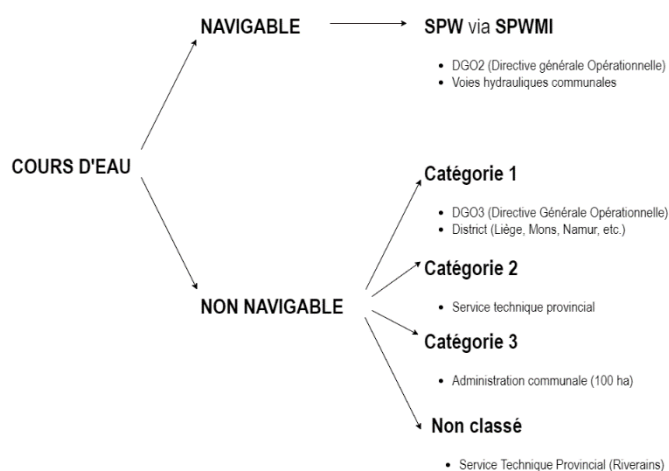 NAVIGABLE
SPW via SPWMI
DGO2 (Directive générale Opérationnelle)
Voies hydrauliques communales
COURS D'EAU
NON NAVIGABLE
Catégorie 1
DGO3 (Directive Générale Opérationnelle)
District (Liège, Mons, Namur, etc.)
Catégorie 2
Service technique provincial
Catégorie 3
Administration communale (100 ha)
Non classé
Service Technique Provincial (Riverains)